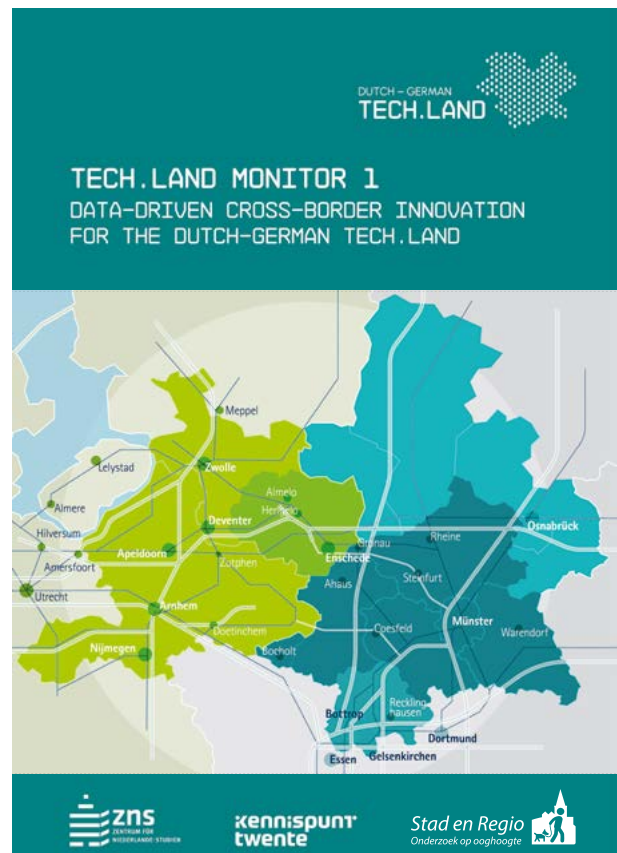 DUTCH – GERMAN
TECH.LAND
TECH.LAND MONITOR 1
DATA-DRIVEN CROSS-BORDER INNOVATION
FOR THE DUTCH-GERMAN TECH.LAND
Meppel
Lelystad
Zwolle
Almere
Almelo
Hengelo
Hilversum
Deventer
Osnabrück
Rheine
Gronau
Amersfoort
Apeldoorn
Zutphen
Enschede
Utrecht
Ahaus
Steinfurt
Arnhem
Münster
Doetinchem
Coesfeld
Warendorf
Nijmegen
Bocholt
Bottrop
Reckling
hausen
Dortmund
Essen
Gelsenkirchen
zns
ZENTRUM FÜR
NIEDERLANDE-STUDIEN
kennispunt
twente
Stad en Regio
Onderzoek op ooghoogte